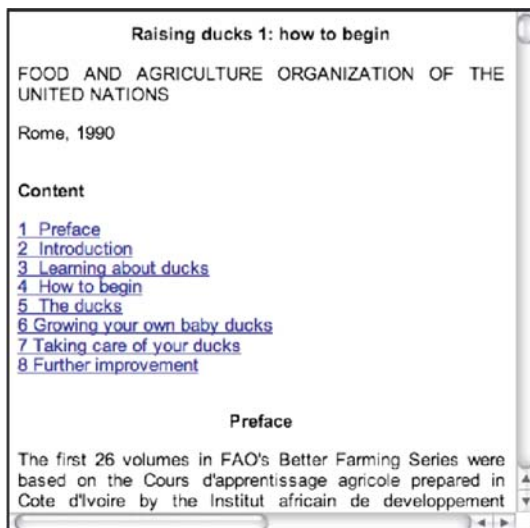 Raising ducks 1: how to begin
FOOD AND AGRICULTURE ORGANIZATION OF THE
UNITED NATIONS
Rome, 1990
Content
1 Preface
2 Introduction
3 Learning about ducks
4 How to begin
5 The ducks
6 Growing your own baby ducks
7 Taking care of your ducks
8 Further improvement
Preface
The first 26 volumes in FAO's Better Farming Series were
based on the Cours d'apprentissage agricole prepared in
Cote d'Ivoire by the Institut africain de developpement